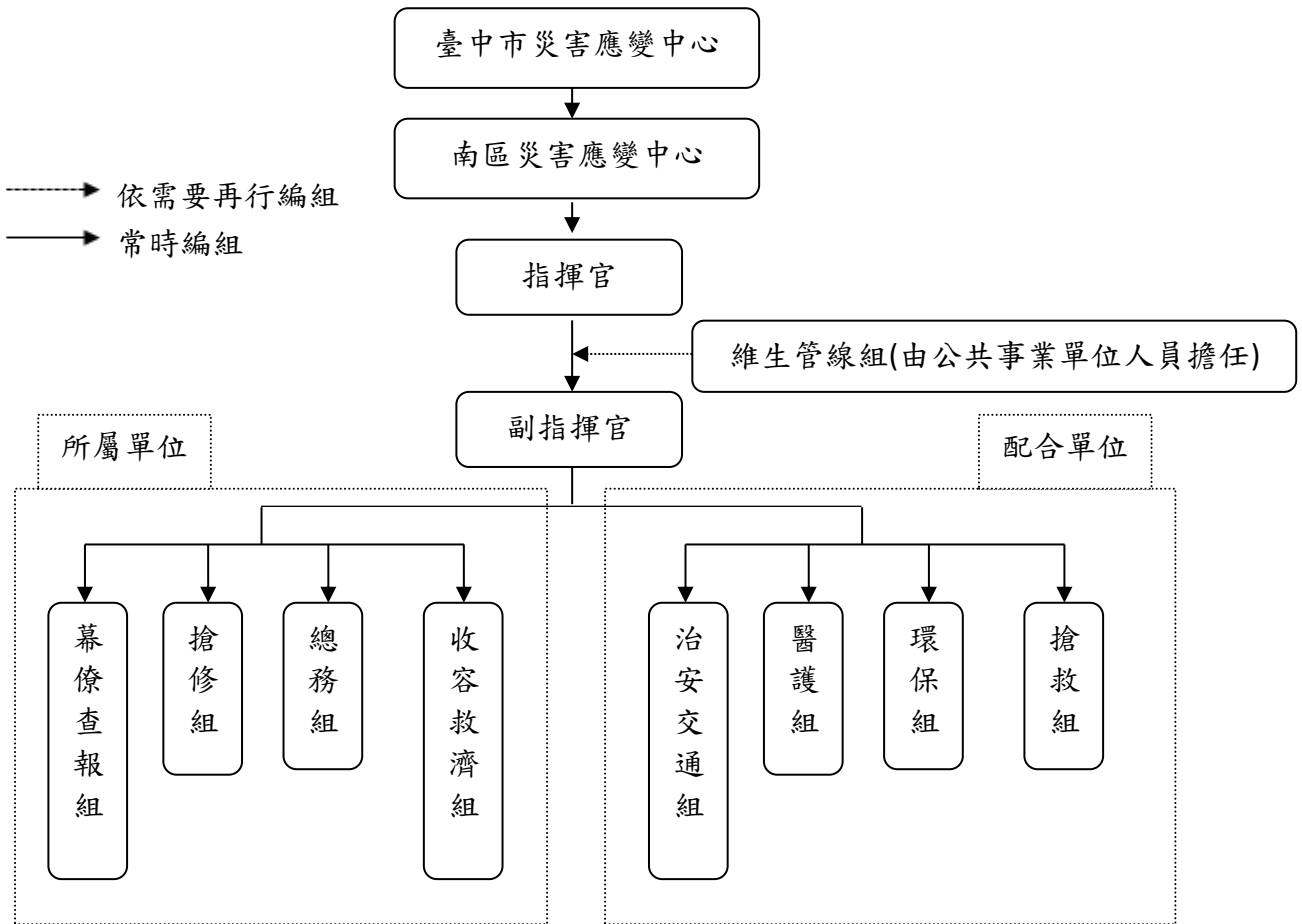 臺中市災害應變中心
南區災害應變中心
依需要再行編組
常時編組
指揮官
維生管線組(由公共事業單位人員擔任)
副指揮官
所屬單位
配合單位
幕僚查報組
搶修組
總務組
收容救濟組
治安交通組
醫護組
環保組
搶救組